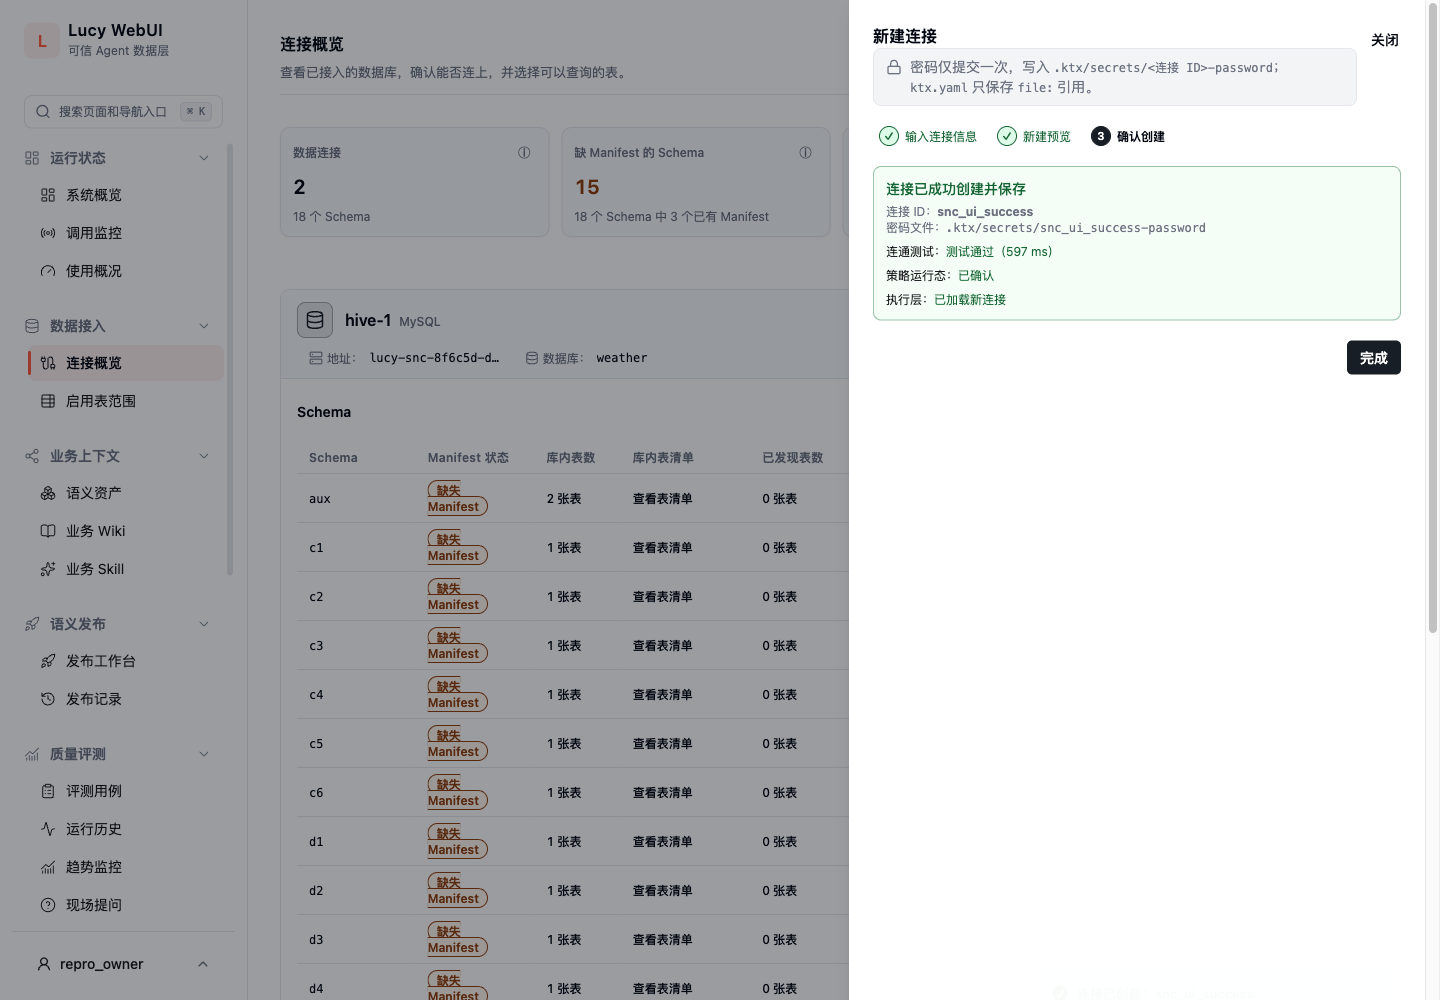 L
Lucy WebUI
可信 Agent 数据层
搜索页面和导航入口 ⌘ K
运行状态
系统概览
调用监控
使用概况
数据接入
连接概览
启用表范围
业务上下文
语义资产
业务 Wiki
业务 Skill
语义发布
发布工作台
发布记录
质量评测
评测用例
运行历史
趋势监控
现场提问
repro_owner
连接概览
查看已接入的数据库，确认能否连上，并选择可以查询的表。
数据连接
2
18 个 Schema
缺 Manifest 的 Schema
15
18 个 Schema 中 3 个已有 Manifest
hive-1 MySQL
地址： lucy-snc-8f6c5d-d… 数据库： weather
Schema
Schema Manifest 状态 库内表数 库内表清单 已发现表数
aux 缺失 Manifest 2 张表 查看表清单 0 张表
c1 缺失 Manifest 1 张表 查看表清单 0 张表
c2 缺失 Manifest 1 张表 查看表清单 0 张表
c3 缺失 Manifest 1 张表 查看表清单 0 张表
c4 缺失 Manifest 1 张表 查看表清单 0 张表
c5 缺失 Manifest 1 张表 查看表清单 0 张表
c6 缺失 Manifest 1 张表 查看表清单 0 张表
d1 缺失 Manifest 1 张表 查看表清单 0 张表
d2 缺失 Manifest 1 张表 查看表清单 0 张表
d3 缺失 Manifest 1 张表 查看表清单 0 张表
d4 缺失 Manifest 1 张表 查看表清单 0 张表
新建连接
关闭
密码仅提交一次，写入 .ktx/secrets/<连接 ID>-password；
ktx.yaml 只保存 file: 引用。
输入连接信息 新建预览 3 确认创建
连接已成功创建并保存
连接 ID：snc_ui_success
密码文件：.ktx/secrets/snc_ui_success-password
连通测试：测试通过（597 ms）
策略运行态：已确认
执行层：已加载新连接
完成